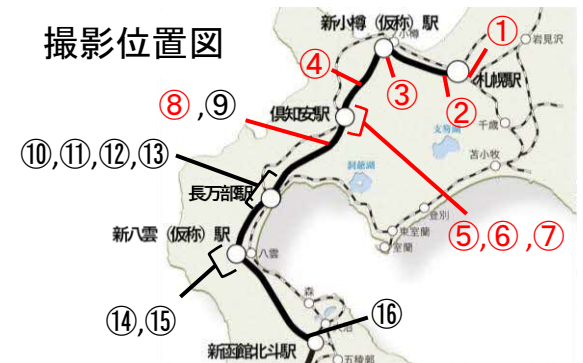 撮影位置図
新小樽（仮称）駅
小樽
①
岩見沢
④
札幌駅
③
②
⑧,⑨
倶知安駅
千歳
支笏湖
苫小牧
⑩,⑪,⑫,⑬
洞爺湖
長万部駅
登別
⑤,⑥,⑦
東室蘭
室蘭
新八雲（仮称）駅
八雲
⑭,⑮
森
⑯
新函館北斗駅
五稜郭